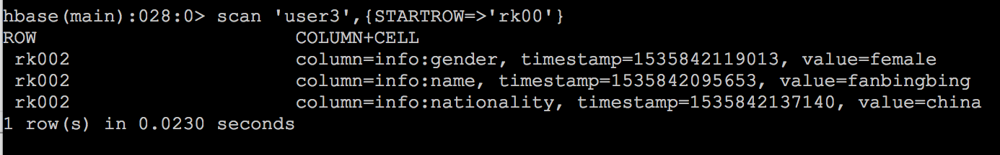 hbase(main):028:0> scan 'user3',{STARTROW=>'rk00'}
ROW                          COLUMN+CELL
 rk002                       column=info:gender, timestamp=1535842119013, value=female
 rk002                       column=info:name, timestamp=1535842095653, value=fanbingbing
 rk002                       column=info:nationality, timestamp=1535842137140, value=china
1 row(s) in 0.0230 seconds